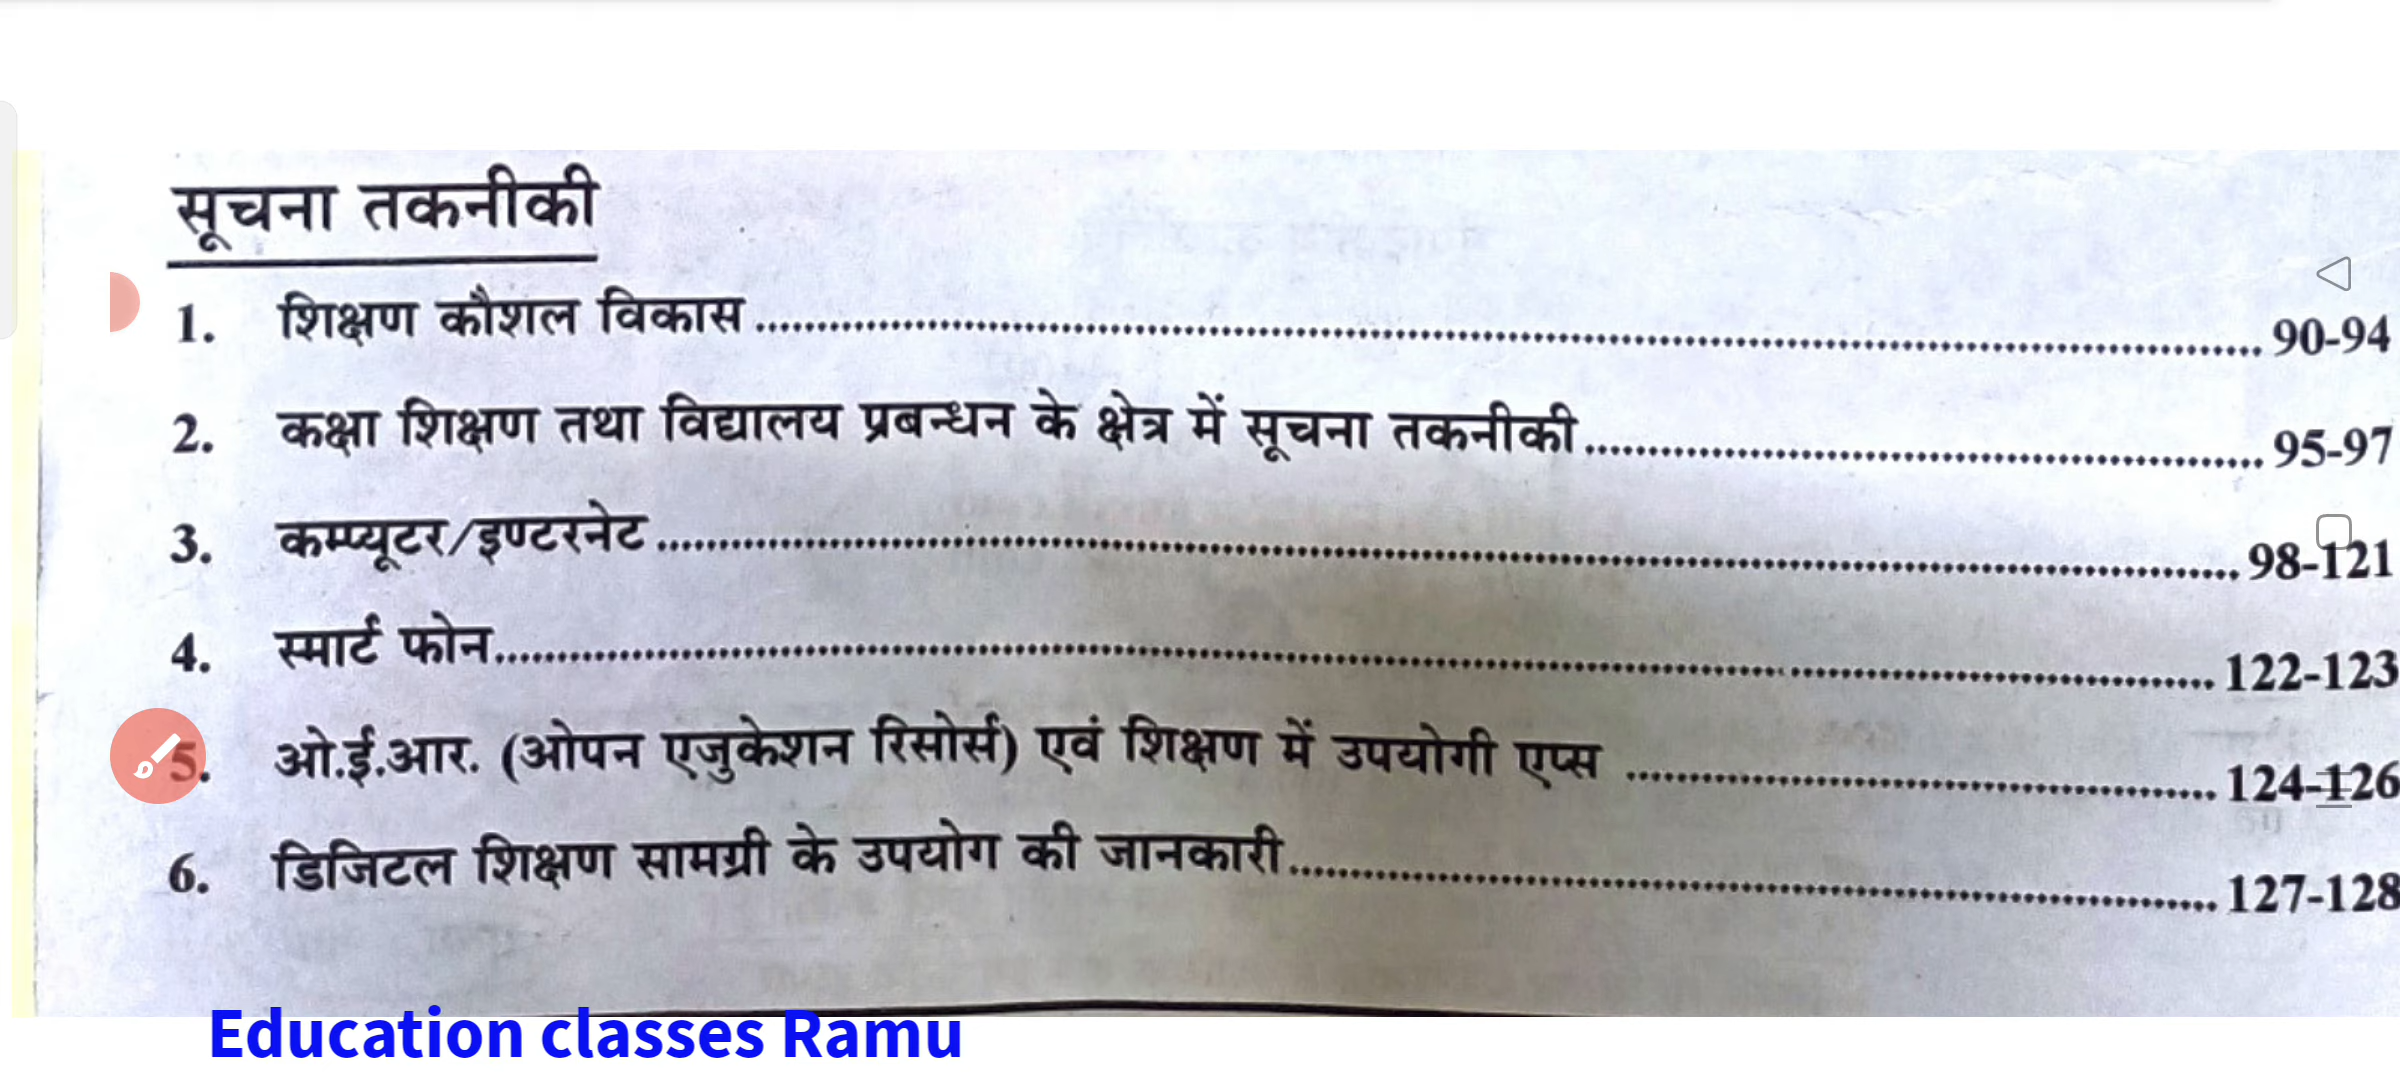 सूचना तकनीकी
1. शिक्षण कौशल विकास ........ 90-94
2. कक्षा शिक्षण तथा विद्यालय प्रबन्धन के क्षेत्र में सूचना तकनीकी ........ 95-97
3. कम्प्यूटर/इण्टरनेट ........ 98-121
4. स्मार्ट फोन ........ 122-123
5. ओ.ई.आर. (ओपन एजुकेशन रिसोर्स) एवं शिक्षण में उपयोगी एप्स ........ 124-126
6. डिजिटल शिक्षण सामग्री के उपयोग की जानकारी ........ 127-128
Education classes Ramu